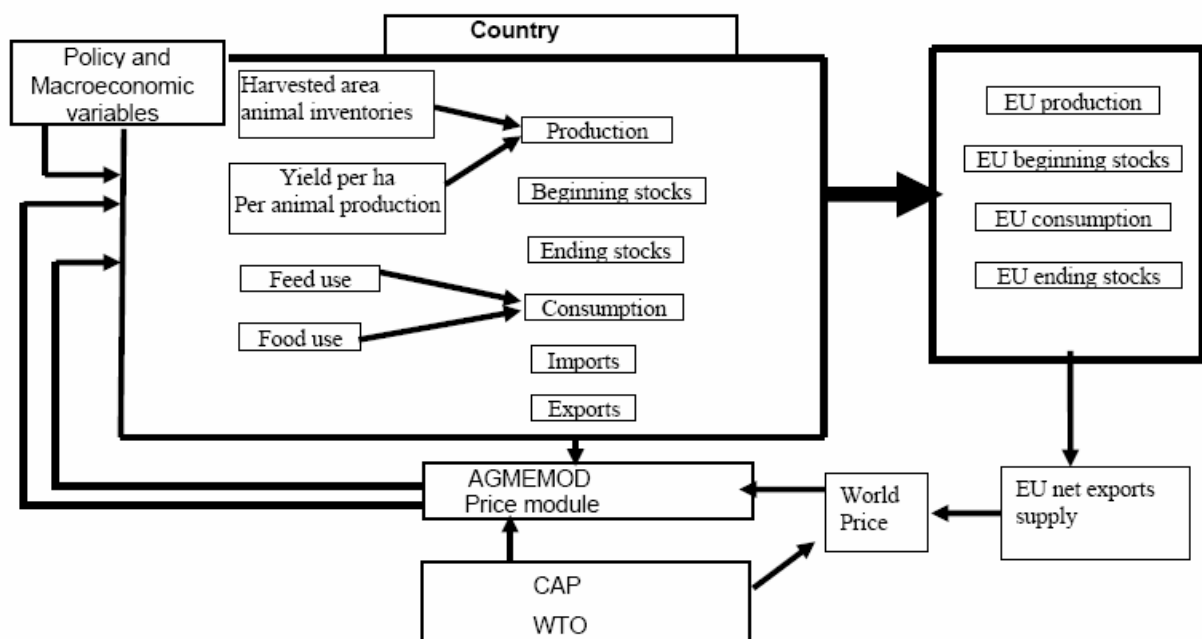 Country
Policy and
Macroeconomic
variables
Harvested area
animal inventories
Production
Yield per ha
Per animal production
Beginning stocks
Ending stocks
Feed use
Consumption
Food use
Imports
Exports
EU production
EU beginning stocks
EU consumption
EU ending stocks
AGMEMOD
Price module
World
Price
EU net exports
supply
CAP
WTO